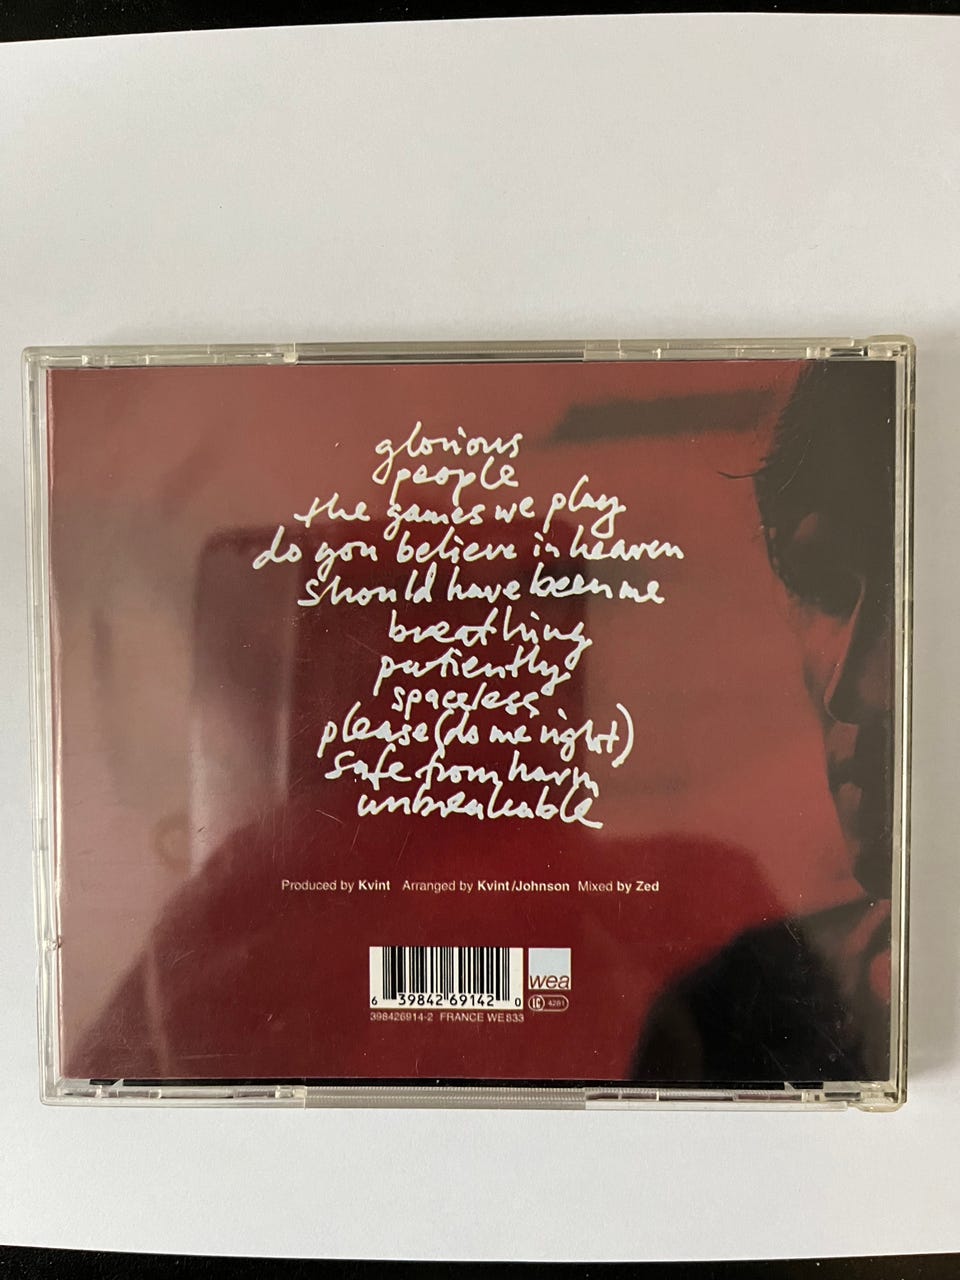 glorious
people
the games we play
do you believe in heaven
should have been me
breathing
patiently
spaceless
please (do me right)
safe from harm
unbreakable
Produced by Kvint Arranged by Kvint/Johnson Mixed by Zed
6 39842 69142 0
wea
LC 4281
398426914-2 FRANCE WE 833